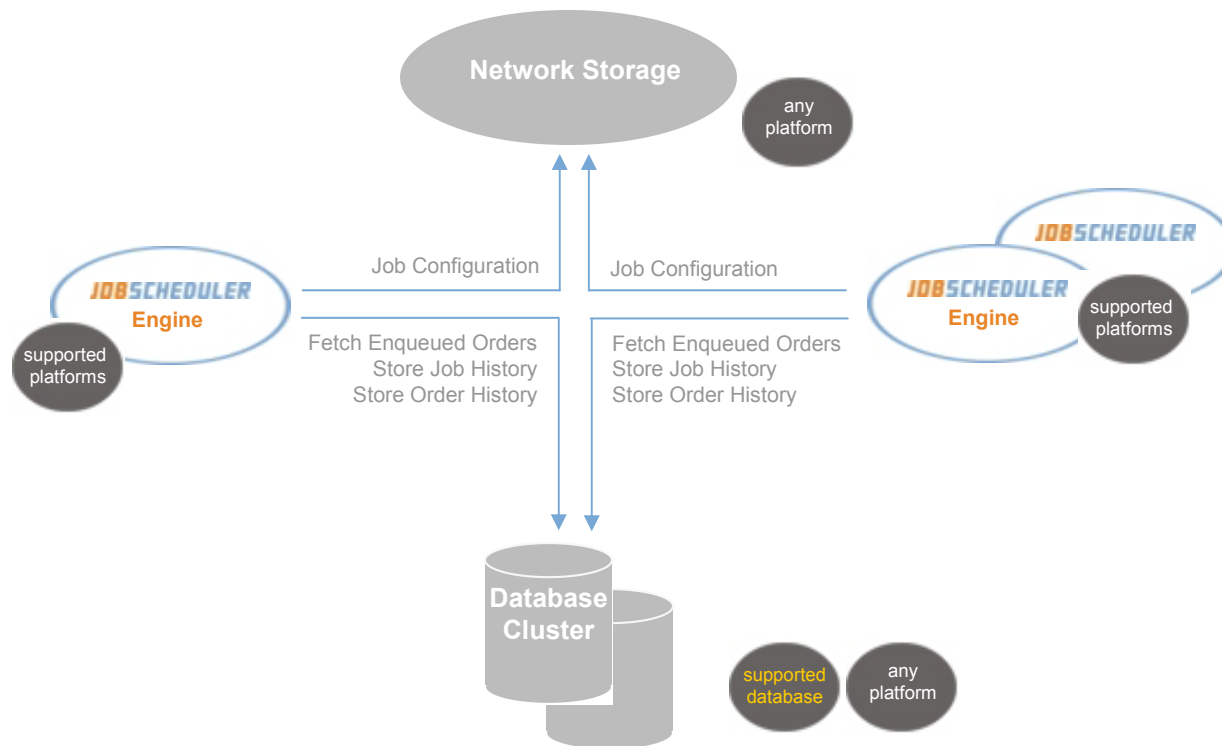 Network Storage
any
platform
JOBSCHEDULER
JOBSCHEDULER
Engine
supported
platforms
Job Configuration
Job Configuration
JOBSCHEDULER
Engine
supported
platforms
Fetch Enqueued Orders
Store Job History
Store Order History
Fetch Enqueued Orders
Store Job History
Store Order History
Database
Cluster
supported
database
any
platform